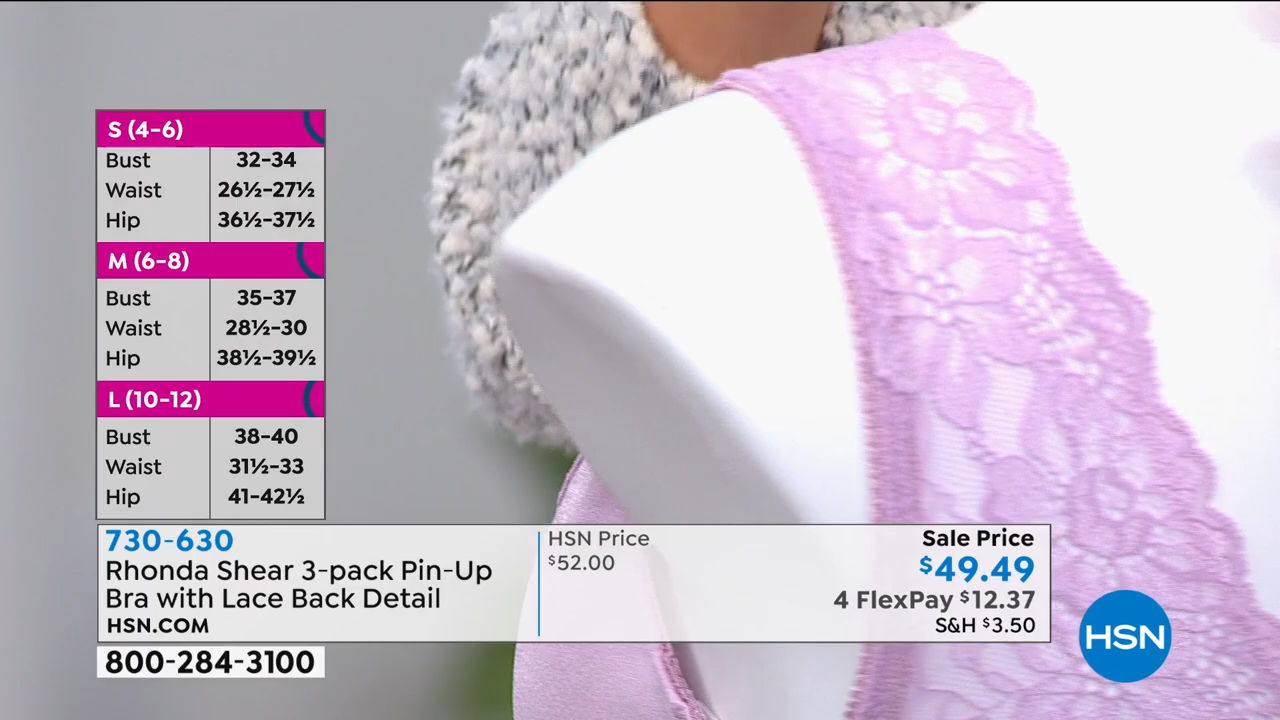 S (4-6)
Bust 32-34
Waist 26½-27½
Hip 36½-37½
M (6-8)
Bust 35-37
Waist 28½-30
Hip 38½-39½
L (10-12)
Bust 38-40
Waist 31½-33
Hip 41-42½
730-630
Rhonda Shear 3-pack Pin-Up
Bra with Lace Back Detail
HSN.COM
HSN Price
$52.00
Sale Price
$49.49
4 FlexPay $12.37
S&H $3.50
HSN
800-284-3100